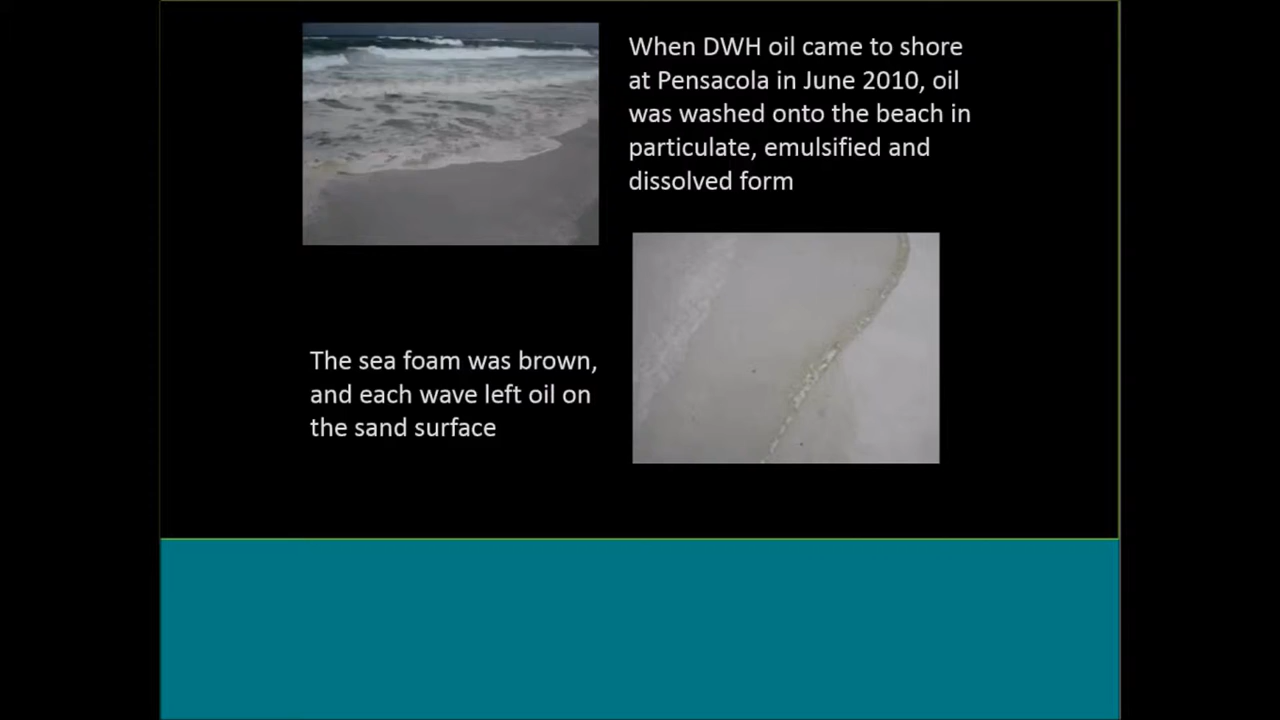 When DWH oil came to shore
at Pensacola in June 2010, oil
was washed onto the beach in
particulate, emulsified and
dissolved form
The sea foam was brown,
and each wave left oil on
the sand surface